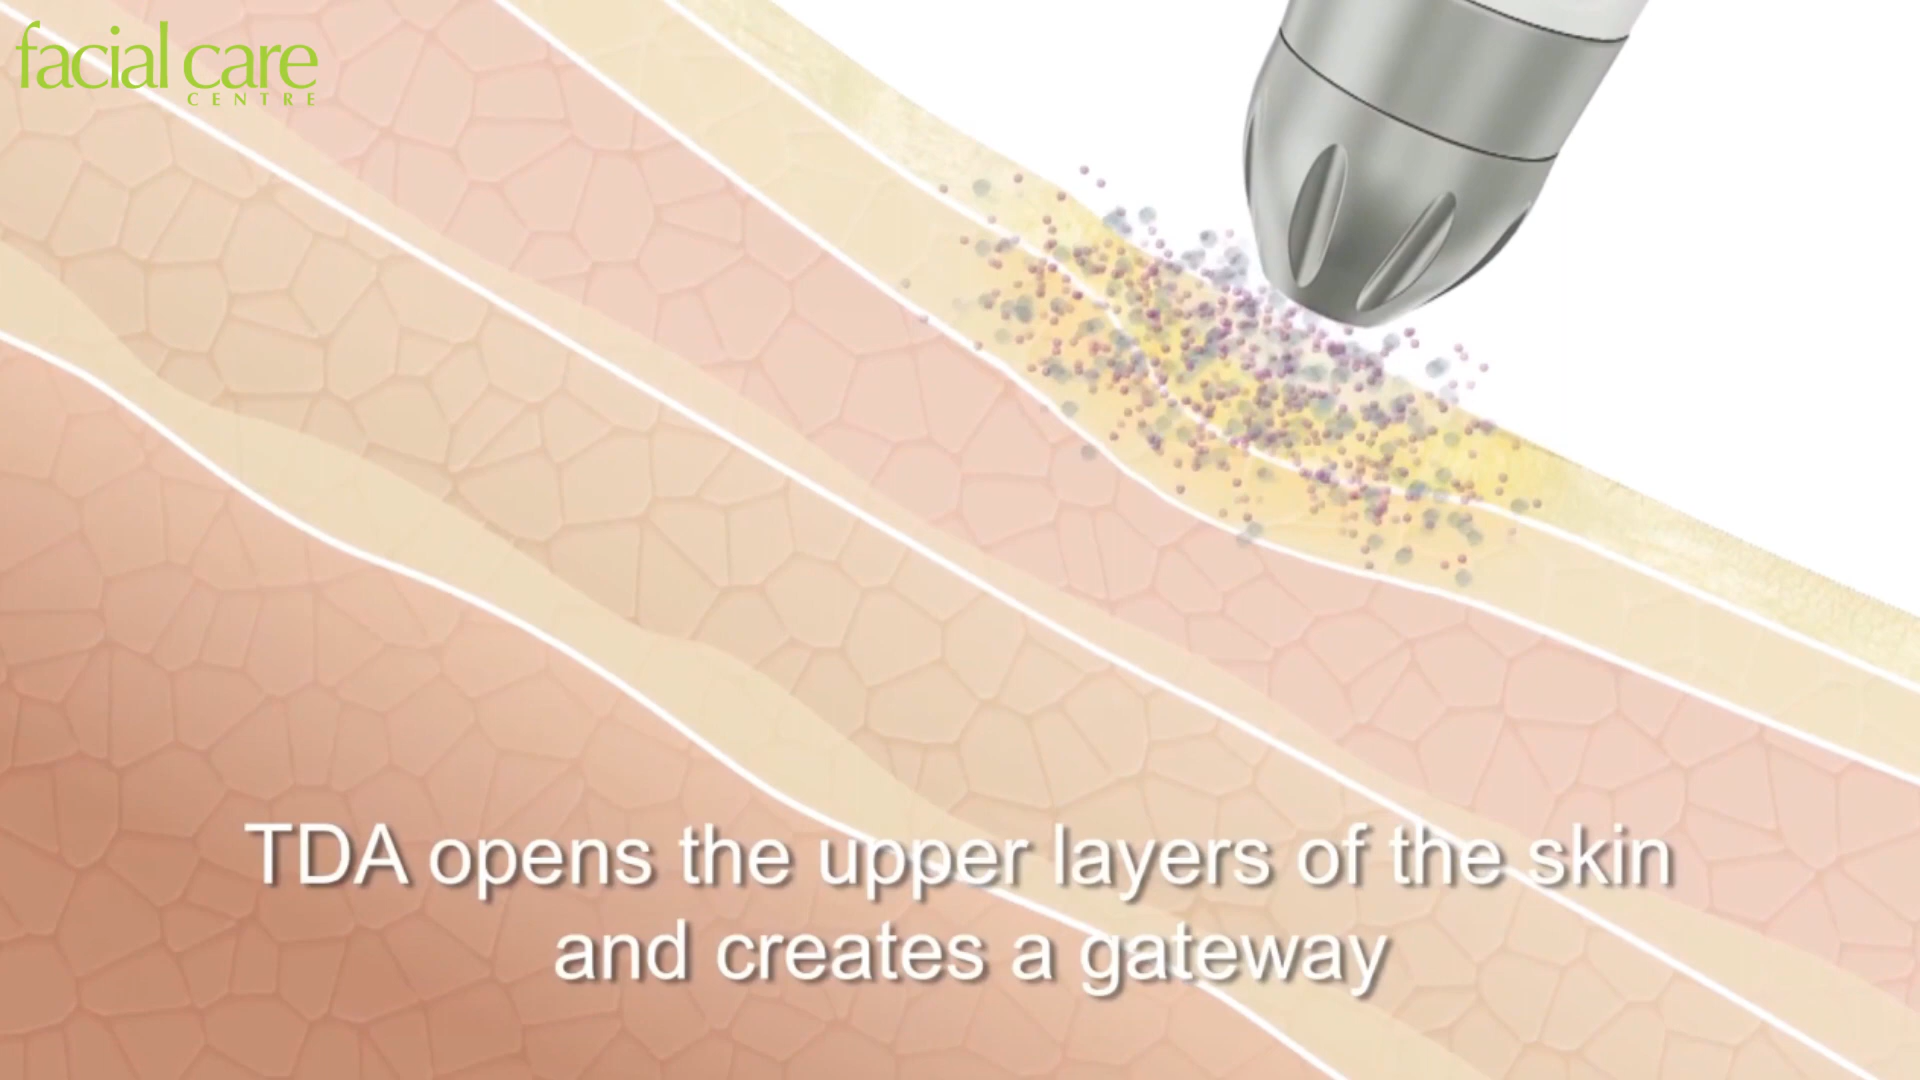 facial care
CENTRE
TDA opens the upper layers of the skin
and creates a gateway